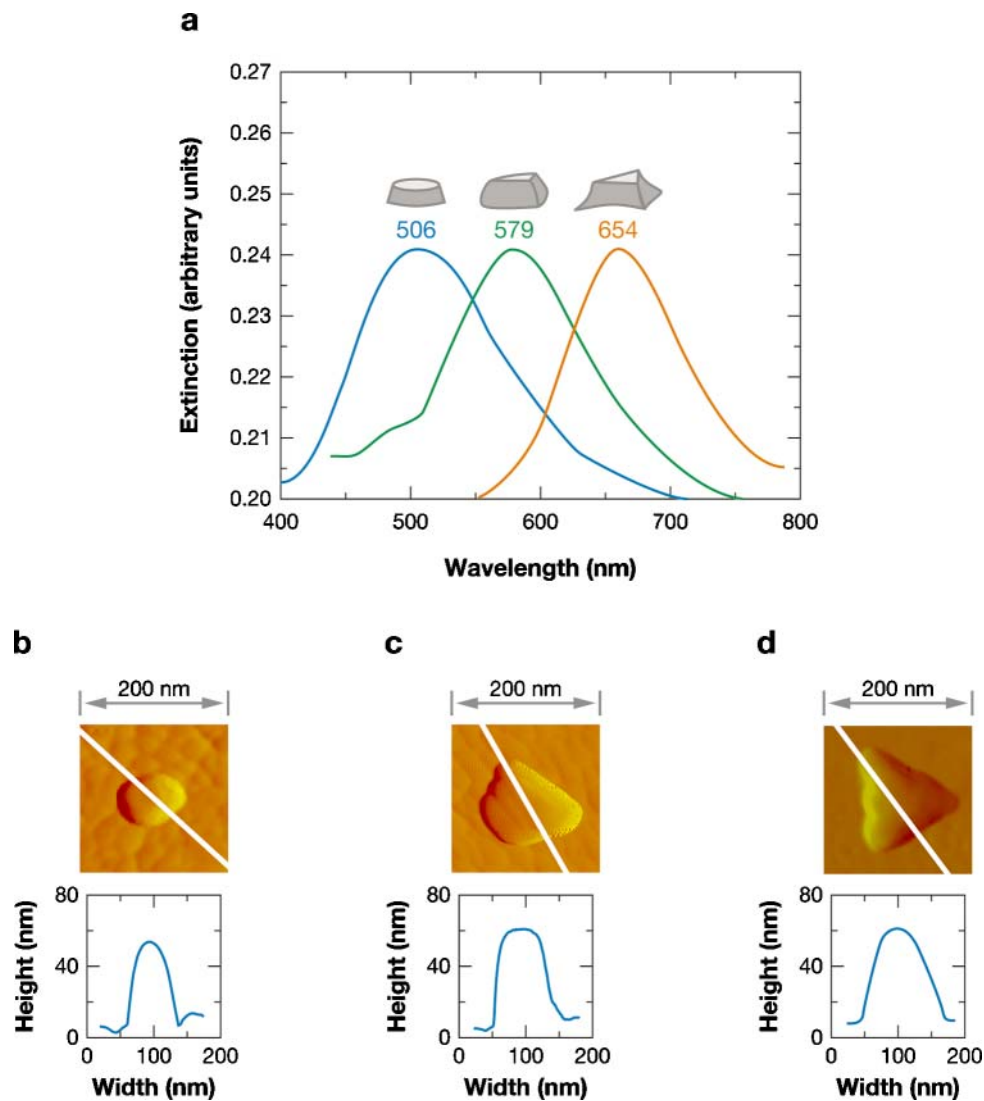 a
Extinction (arbitrary units)
0.27
0.26
0.25
0.24
0.23
0.22
0.21
0.20
506 579 654
400 500 600 700 800
Wavelength (nm)
b c d
200 nm 200 nm 200 nm
Height (nm) Height (nm) Height (nm)
80 80 80
40 40 40
0 0 0
0 100 200 0 100 200 0 100 200
Width (nm) Width (nm) Width (nm)